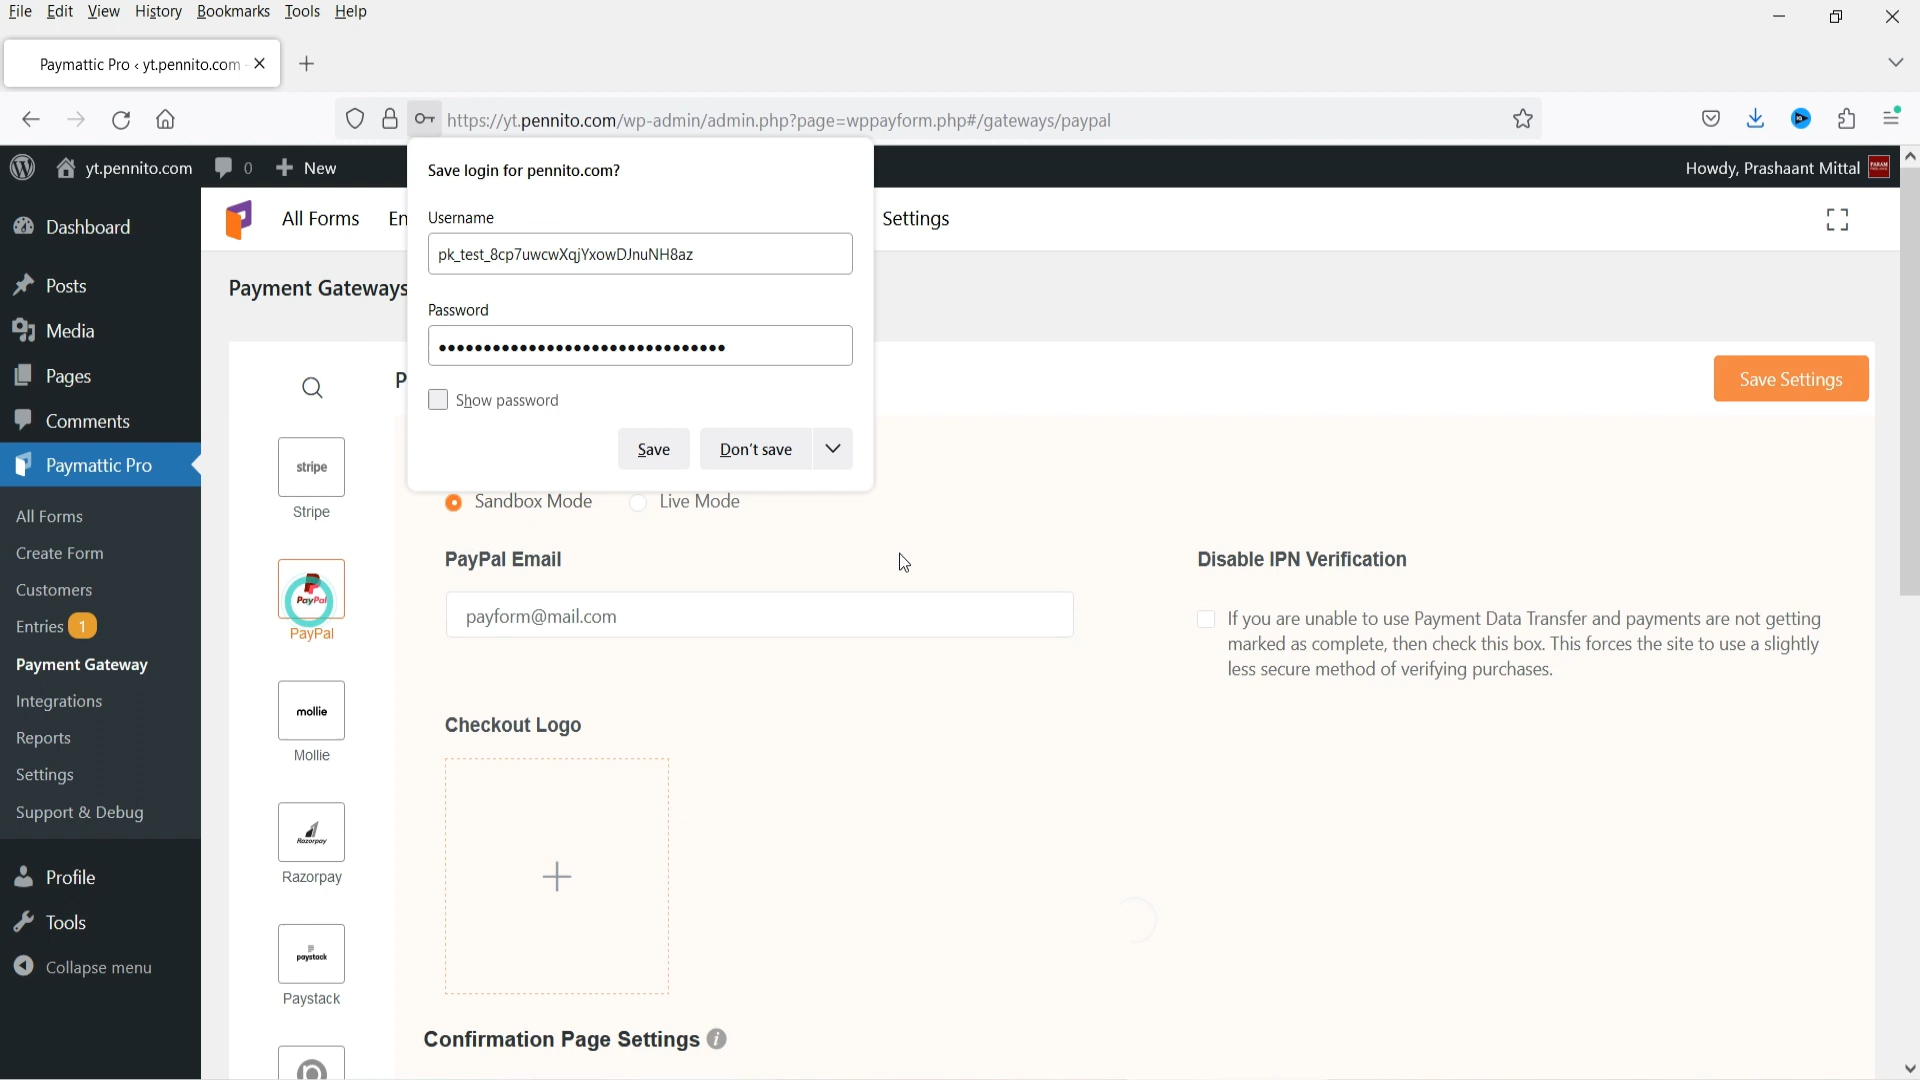 File Edit View History Bookmarks Tools Help
Paymattic Pro ‹ yt.pennito.com
https://yt.pennito.com/wp-admin/admin.php?page=wppayform.php#/gateways/paypal
yt.pennito.com 0 New
Howdy, Prashaant Mittal
All Forms En Settings
Save login for pennito.com?
Username
pk_test_8cp7uwcwXqjYxowDJnuNH8az
Password
••••••••••••••••••••••••••••••••
Show password
Save Don't save
Dashboard
Posts
Media
Pages
Comments
Paymattic Pro
All Forms
Create Form
Customers
Entries 1
Payment Gateway
Integrations
Reports
Settings
Support & Debug
Profile
Tools
Collapse menu
Payment Gateways
P
Save Settings
stripe
Stripe
PayPal
PayPal
mollie
Mollie
Razorpay
Razorpay
paystack
Paystack
Sandbox Mode Live Mode
PayPal Email
payform@mail.com
Disable IPN Verification
If you are unable to use Payment Data Transfer and payments are not getting
marked as complete, then check this box. This forces the site to use a slightly
less secure method of verifying purchases.
Checkout Logo
Confirmation Page Settings